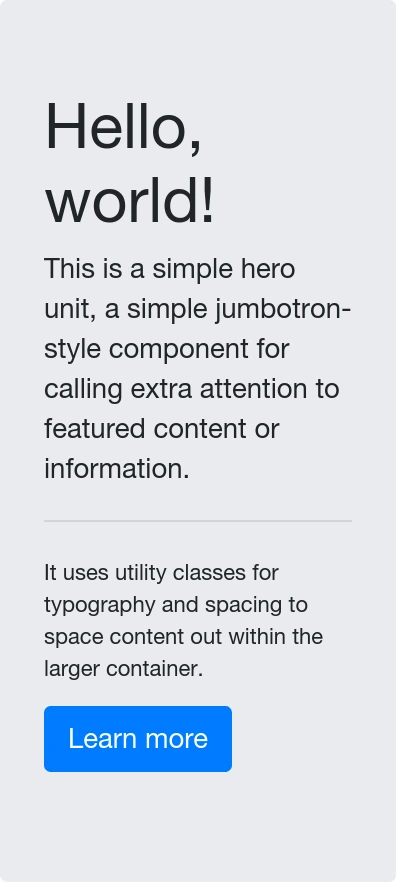 Hello,
world!
This is a simple hero
unit, a simple jumbotron-
style component for
calling extra attention to
featured content or
information.
It uses utility classes for
typography and spacing to
space content out within the
larger container.
Learn more